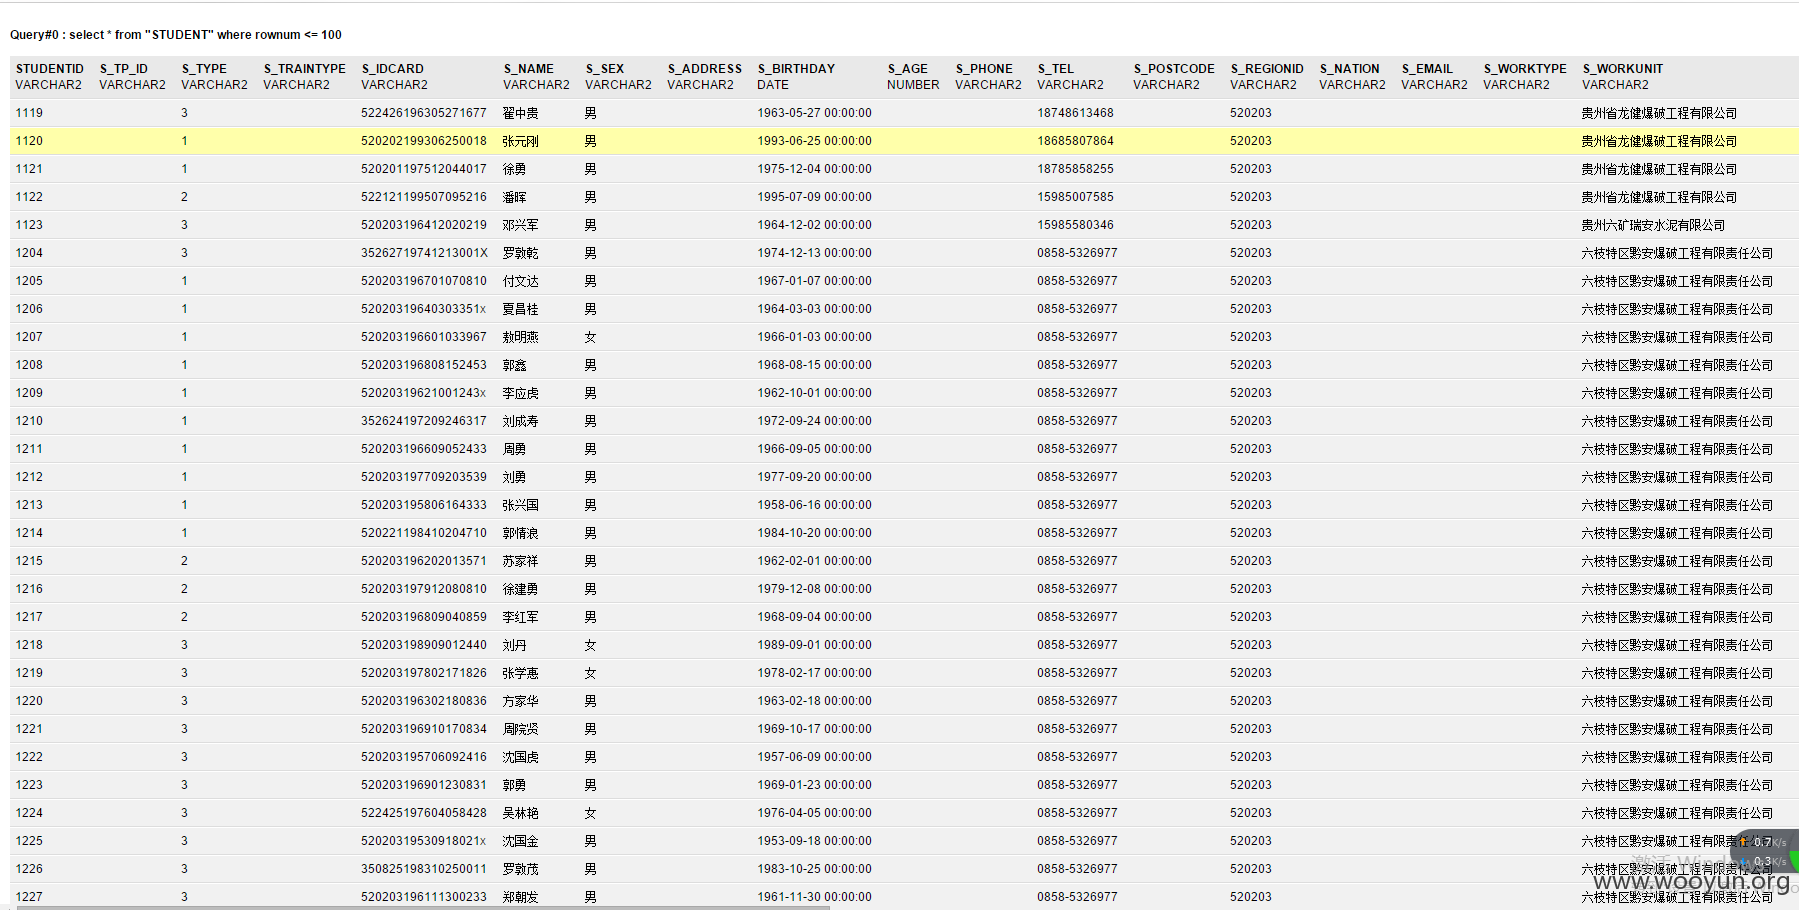 Query#0 : select * from "STUDENT" where rownum <= 100
STUDENTID S_TP_ID S_TYPE S_TRAINTYPE S_IDCARD S_NAME S_SEX S_ADDRESS S_BIRTHDAY S_AGE S_PHONE S_TEL S_POSTCODE S_REGIONID S_NATION S_EMAIL S_WORKTYPE S_WORKUNIT
VARCHAR2 VARCHAR2 VARCHAR2 VARCHAR2 VARCHAR2 VARCHAR2 VARCHAR2 VARCHAR2 DATE NUMBER VARCHAR2 VARCHAR2 VARCHAR2 VARCHAR2 VARCHAR2 VARCHAR2 VARCHAR2 VARCHAR2
1119 3 522426196305271677 翟中贵 男 1963-05-27 00:00:00 18748613468 520203 贵州省龙健爆破工程有限公司
1120 1 520202199306250018 张元刚 男 1993-06-25 00:00:00 18685807864 520203 贵州省龙健爆破工程有限公司
1121 1 520201197512044017 徐勇 男 1975-12-04 00:00:00 18785858255 520203 贵州省龙健爆破工程有限公司
1122 2 522121199507095216 潘晖 男 1995-07-09 00:00:00 15985007585 520203 贵州省龙健爆破工程有限公司
1123 3 520203196412020219 邓兴军 男 1964-12-02 00:00:00 15985580346 520203 贵州六矿瑞安水泥有限公司
1204 3 35262719741213001X 罗敦乾 男 1974-12-13 00:00:00 0858-5326977 520203 六枝特区黔安爆破工程有限责任公司
1205 1 520203196701070810 付文达 男 1967-01-07 00:00:00 0858-5326977 520203 六枝特区黔安爆破工程有限责任公司
1206 1 52020319640303351x 夏昌桂 男 1964-03-03 00:00:00 0858-5326977 520203 六枝特区黔安爆破工程有限责任公司
1207 1 520203196601033967 敖明燕 女 1966-01-03 00:00:00 0858-5326977 520203 六枝特区黔安爆破工程有限责任公司
1208 1 520203196808152453 郭鑫 男 1968-08-15 00:00:00 0858-5326977 520203 六枝特区黔安爆破工程有限责任公司
1209 1 52020319621001243x 李应虎 男 1962-10-01 00:00:00 0858-5326977 520203 六枝特区黔安爆破工程有限责任公司
1210 1 352624197209246317 刘成寿 男 1972-09-24 00:00:00 0858-5326977 520203 六枝特区黔安爆破工程有限责任公司
1211 1 520203196609052433 周勇 男 1966-09-05 00:00:00 0858-5326977 520203 六枝特区黔安爆破工程有限责任公司
1212 1 520203197709203539 刘勇 男 1977-09-20 00:00:00 0858-5326977 520203 六枝特区黔安爆破工程有限责任公司
1213 1 520203195806164333 张兴国 男 1958-06-16 00:00:00 0858-5326977 520203 六枝特区黔安爆破工程有限责任公司
1214 1 520221198410204710 郭情浪 男 1984-10-20 00:00:00 0858-5326977 520203 六枝特区黔安爆破工程有限责任公司
1215 2 520203196202013571 苏家祥 男 1962-02-01 00:00:00 0858-5326977 520203 六枝特区黔安爆破工程有限责任公司
1216 2 520203197912080810 徐建勇 男 1979-12-08 00:00:00 0858-5326977 520203 六枝特区黔安爆破工程有限责任公司
1217 2 520203196809040859 李红军 男 1968-09-04 00:00:00 0858-5326977 520203 六枝特区黔安爆破工程有限责任公司
1218 3 520203198909012440 刘丹 女 1989-09-01 00:00:00 0858-5326977 520203 六枝特区黔安爆破工程有限责任公司
1219 3 520203197802171826 张学惠 女 1978-02-17 00:00:00 0858-5326977 520203 六枝特区黔安爆破工程有限责任公司
1220 3 520203196302180836 方家华 男 1963-02-18 00:00:00 0858-5326977 520203 六枝特区黔安爆破工程有限责任公司
1221 3 520203196910170834 周院贤 男 1969-10-17 00:00:00 0858-5326977 520203 六枝特区黔安爆破工程有限责任公司
1222 3 520203195706092416 沈国虎 男 1957-06-09 00:00:00 0858-5326977 520203 六枝特区黔安爆破工程有限责任公司
1223 3 520203196901230831 郭勇 男 1969-01-23 00:00:00 0858-5326977 520203 六枝特区黔安爆破工程有限责任公司
1224 3 522425197604058428 吴林艳 女 1976-04-05 00:00:00 0858-5326977 520203 六枝特区黔安爆破工程有限责任公司
1225 3 52020319530918021x 沈国金 男 1953-09-18 00:00:00 0858-5326977 520203 六枝特区黔安爆破工程有限责任公司
0.7K/s
1226 3 350825198310250011 罗敦茂 男 1983-10-25 00:00:00 0858-5326977 520203 六枝特区黔安爆破工程有限责任公司
0.3K/s
激活 Windows
www.wooyun.org
1227 3 520203196111300233 郑朝发 男 1961-11-30 00:00:00 0858-5326977 520203 六枝特区黔安爆破工程有限责任公司